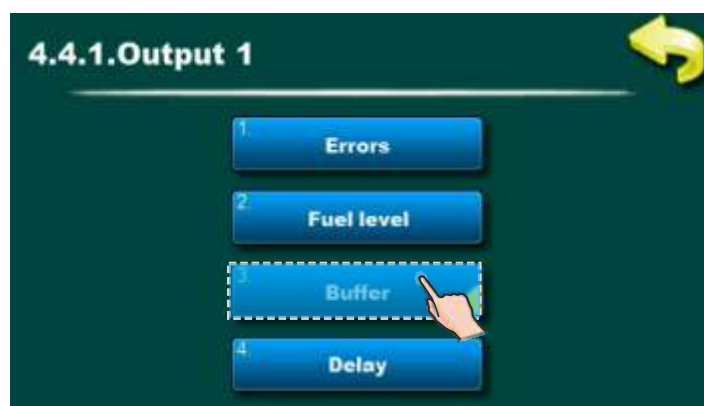 4.4.1.Output 1
1.
Errors
2.
Fuel level
3.
Buffer
4.
Delay